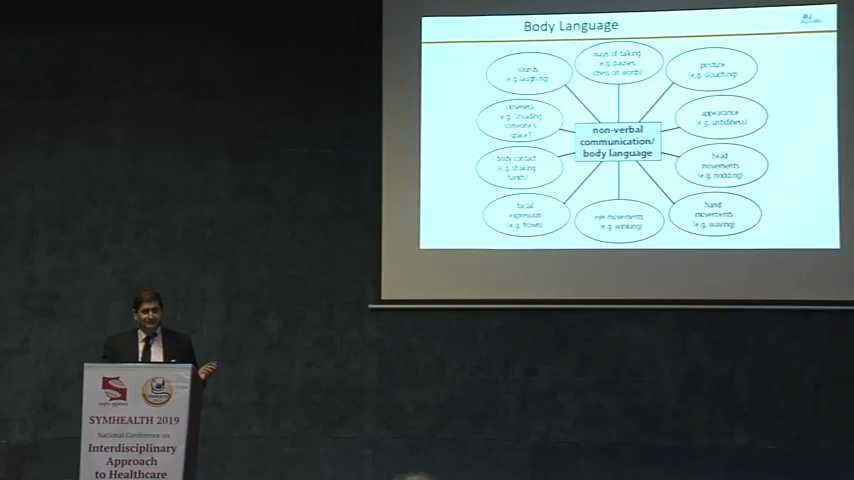 Body Language
sounds
(e.g. laughing)
ways of talking
(e.g. pauses,
stress on words)
posture
(e.g. slouching)
closeness
(e.g. 'invading
someone's
space')
appearance
(e.g. untidiness)
non-verbal
communication/
body language
body contact
(e.g. shaking
hands)
head
movements
(e.g. nodding)
facial
expression
(e.g. frown)
eye movements
(e.g. winking)
hand
movements
(e.g. waving)
SYMHEALTH 2019
National Conference on
Interdisciplinary
Approach
to Healthcare